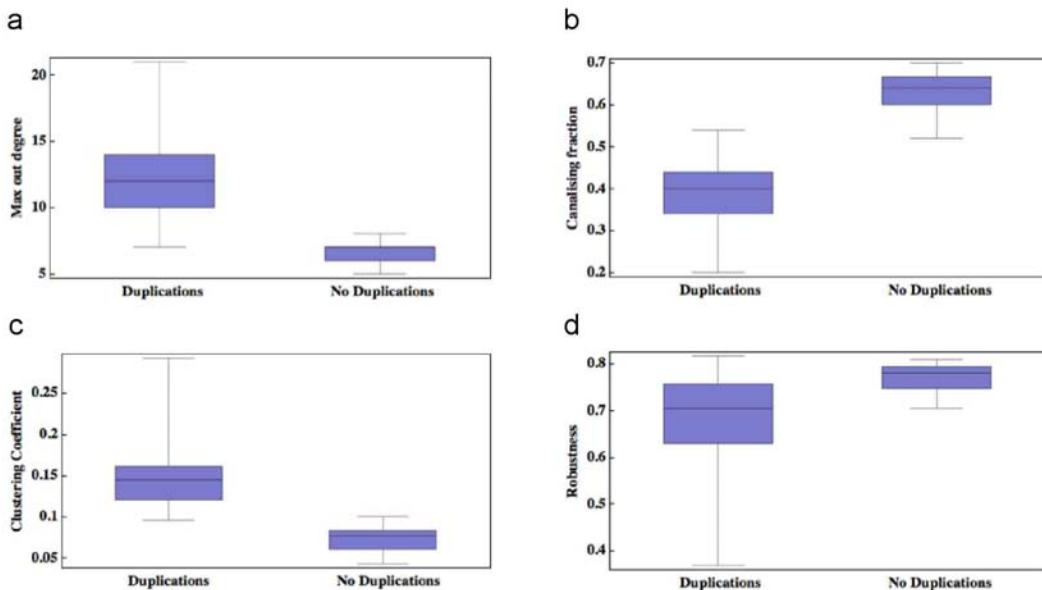 a
Max out degree
20
15
10
5
Duplications
No Duplications
b
Canalising fraction
0.7
0.6
0.5
0.4
0.3
0.2
Duplications
No Duplications
c
Clustering Coefficient
0.25
0.2
0.15
0.1
0.05
Duplications
No Duplications
d
Robustness
0.8
0.7
0.6
0.5
0.4
Duplications
No Duplications